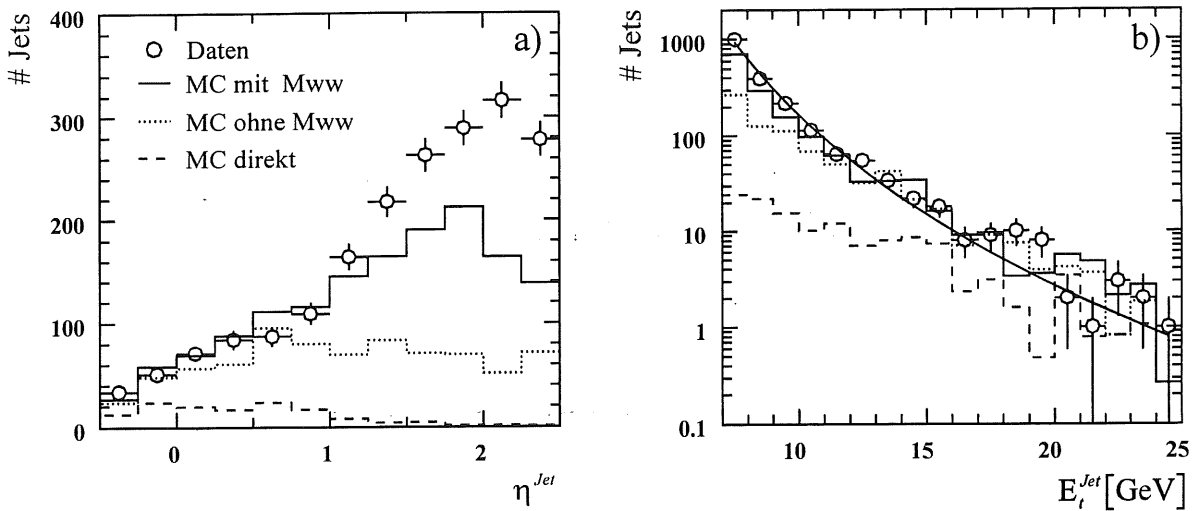 400
300
200
100
0
# Jets
a)
Daten
MC mit Mww
MC ohne Mww
MC direkt
0
1
2
η^Jet
# Jets
b)
1000
100
10
1
0.1
10
15
20
25
E_t^Jet [GeV]